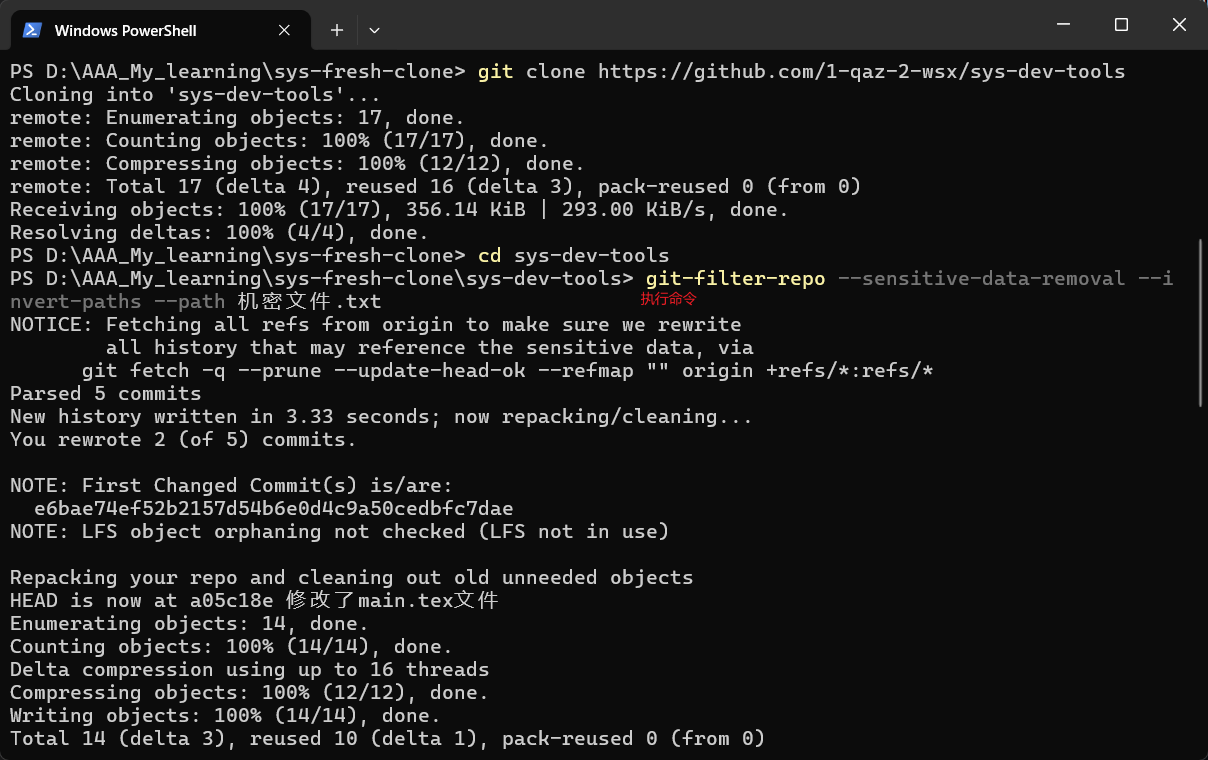 Windows PowerShell
PS D:\AAA_My_learning\sys-fresh-clone> git clone https://github.com/1-qaz-2-wsx/sys-dev-tools
Cloning into 'sys-dev-tools'...
remote: Enumerating objects: 17, done.
remote: Counting objects: 100% (17/17), done.
remote: Compressing objects: 100% (12/12), done.
remote: Total 17 (delta 4), reused 16 (delta 3), pack-reused 0 (from 0)
Receiving objects: 100% (17/17), 356.14 KiB | 293.00 KiB/s, done.
Resolving deltas: 100% (4/4), done.
PS D:\AAA_My_learning\sys-fresh-clone> cd sys-dev-tools
PS D:\AAA_My_learning\sys-fresh-clone\sys-dev-tools> git-filter-repo --sensitive-data-removal --i
nvert-paths --path 机密文件.txt
执行命令
NOTICE: Fetching all refs from origin to make sure we rewrite
        all history that may reference the sensitive data, via
      git fetch -q --prune --update-head-ok --refmap "" origin +refs/*:refs/*
Parsed 5 commits
New history written in 3.33 seconds; now repacking/cleaning...
You rewrote 2 (of 5) commits.
NOTE: First Changed Commit(s) is/are:
  e6bae74ef52b2157d54b6e0d4c9a50cedbfc7dae
NOTE: LFS object orphaning not checked (LFS not in use)
Repacking your repo and cleaning out old unneeded objects
HEAD is now at a05c18e 修改了main.tex文件
Enumerating objects: 14, done.
Counting objects: 100% (14/14), done.
Delta compression using up to 16 threads
Compressing objects: 100% (12/12), done.
Writing objects: 100% (14/14), done.
Total 14 (delta 3), reused 10 (delta 1), pack-reused 0 (from 0)